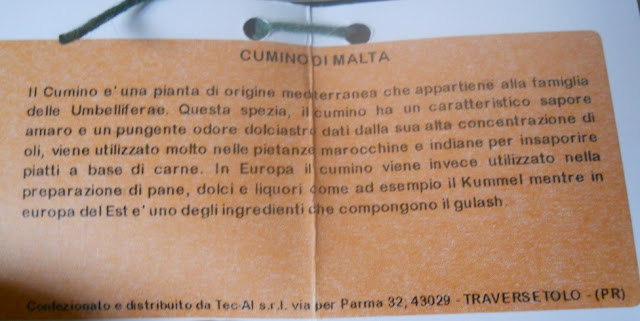 CUMINO DI MALTA
Il Cumino e' una pianta di origine mediterranea che appartiene alla famiglia
delle Umbelliferae. Questa spezia, il cumino ha un caratteristico sapore
amaro e un pungente odore dolciastro dati dalla sua alta concentrazione di
oli, viene utilizzato molto nelle pietanze marocchine e indiane per insaporire
piatti a base di carne. In Europa il cumino viene invece utilizzato nella
preparazione di pane, dolci e liquori come ad esempio il Kummel mentre in
europa del Est e' uno degli ingredienti che compongono il gulash.
Confezionato e distribuito da Tec-Al s.r.l. via per Parma 32, 43029 - TRAVERSETOLO - (PR)